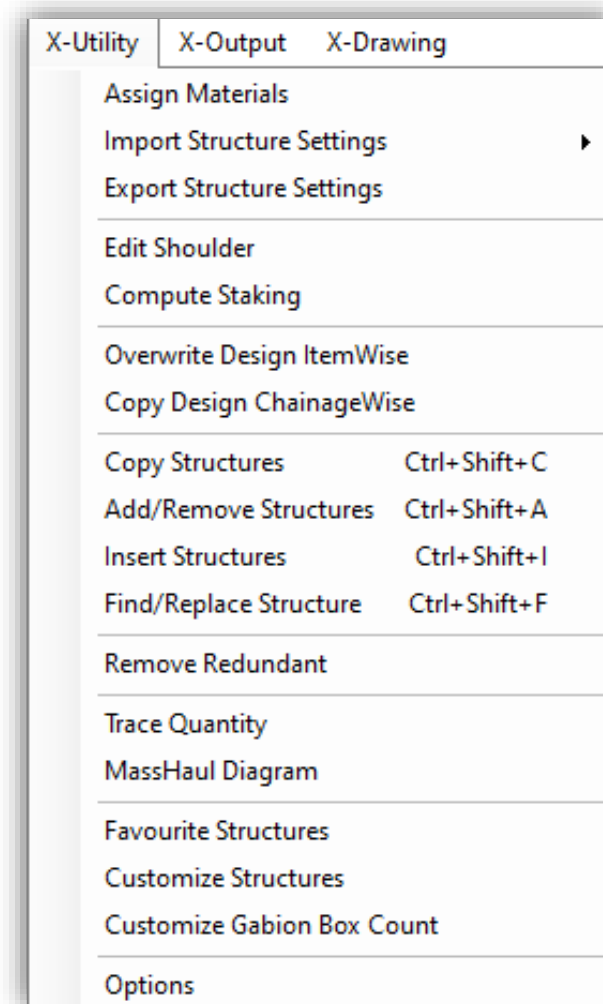 X-Utility X-Output X-Drawing
Assign Materials
Import Structure Settings
Export Structure Settings
Edit Shoulder
Compute Staking
Overwrite Design ItemWise
Copy Design ChainageWise
Copy Structures Ctrl+Shift+C
Add/Remove Structures Ctrl+Shift+A
Insert Structures Ctrl+Shift+I
Find/Replace Structure Ctrl+Shift+F
Remove Redundant
Trace Quantity
MassHaul Diagram
Favourite Structures
Customize Structures
Customize Gabion Box Count
Options